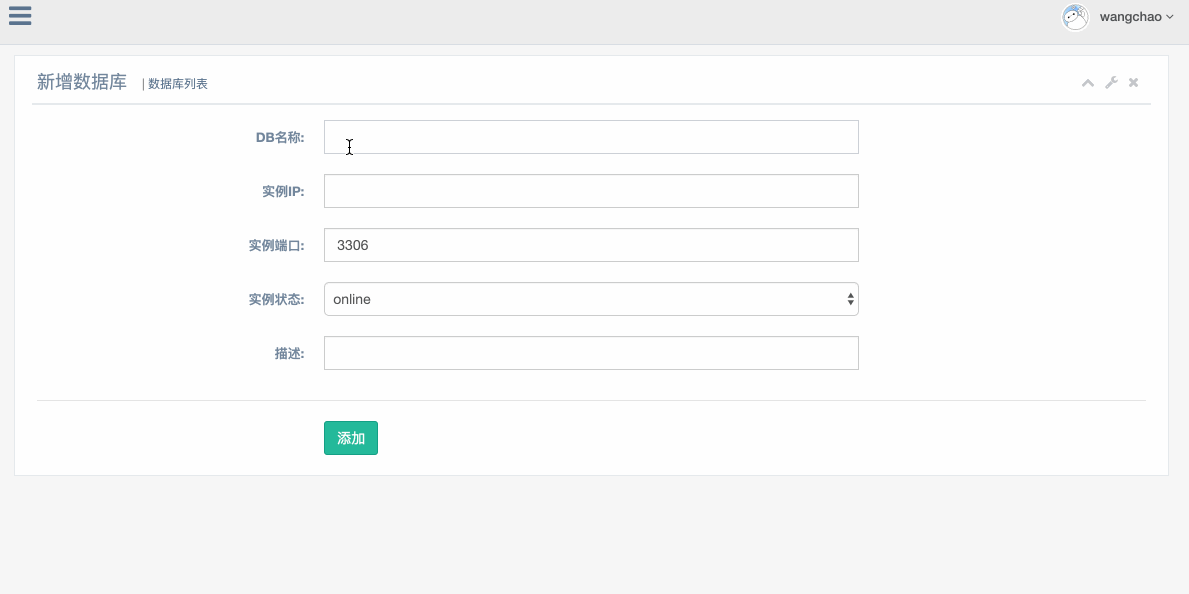 wangchao
新增数据库 | 数据库列表
DB名称:
实例IP:
实例端口: 3306
实例状态: online
描述:
添加